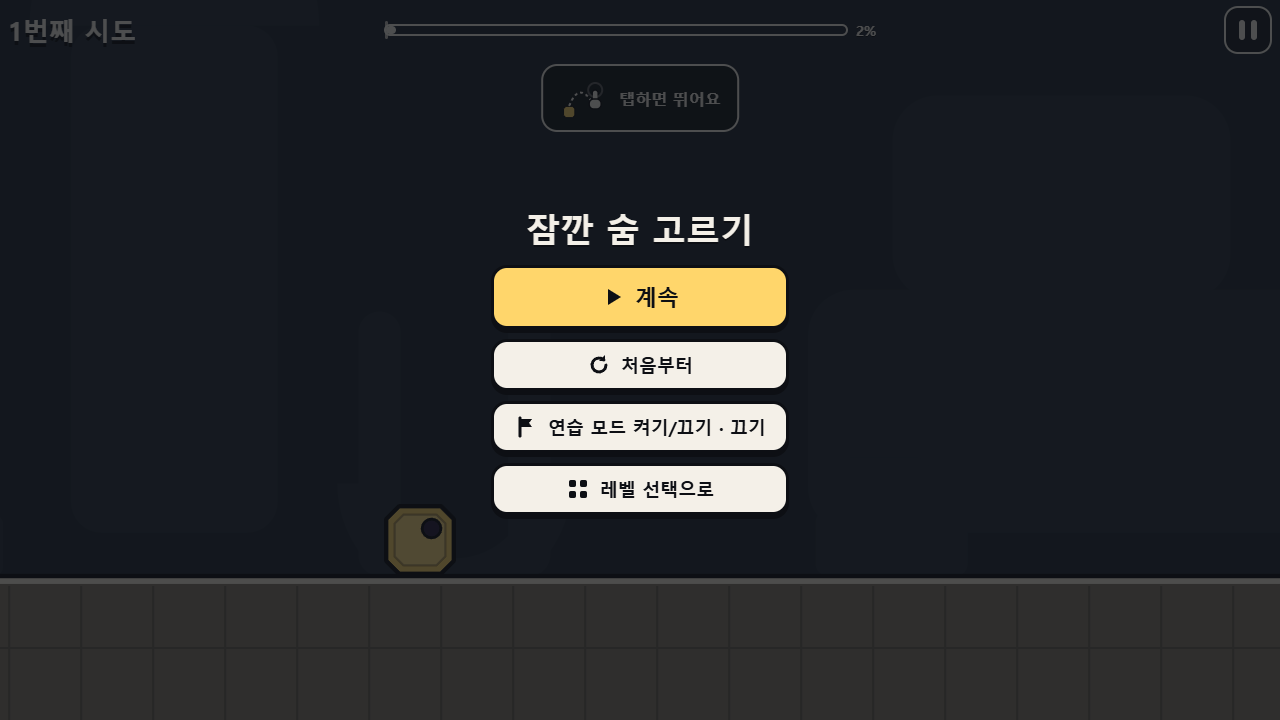 1번째 시도
2%
탭하면 뛰어요
잠깐 숨 고르기
계속
처음부터
연습 모드 켜기/끄기 · 끄기
레벨 선택으로